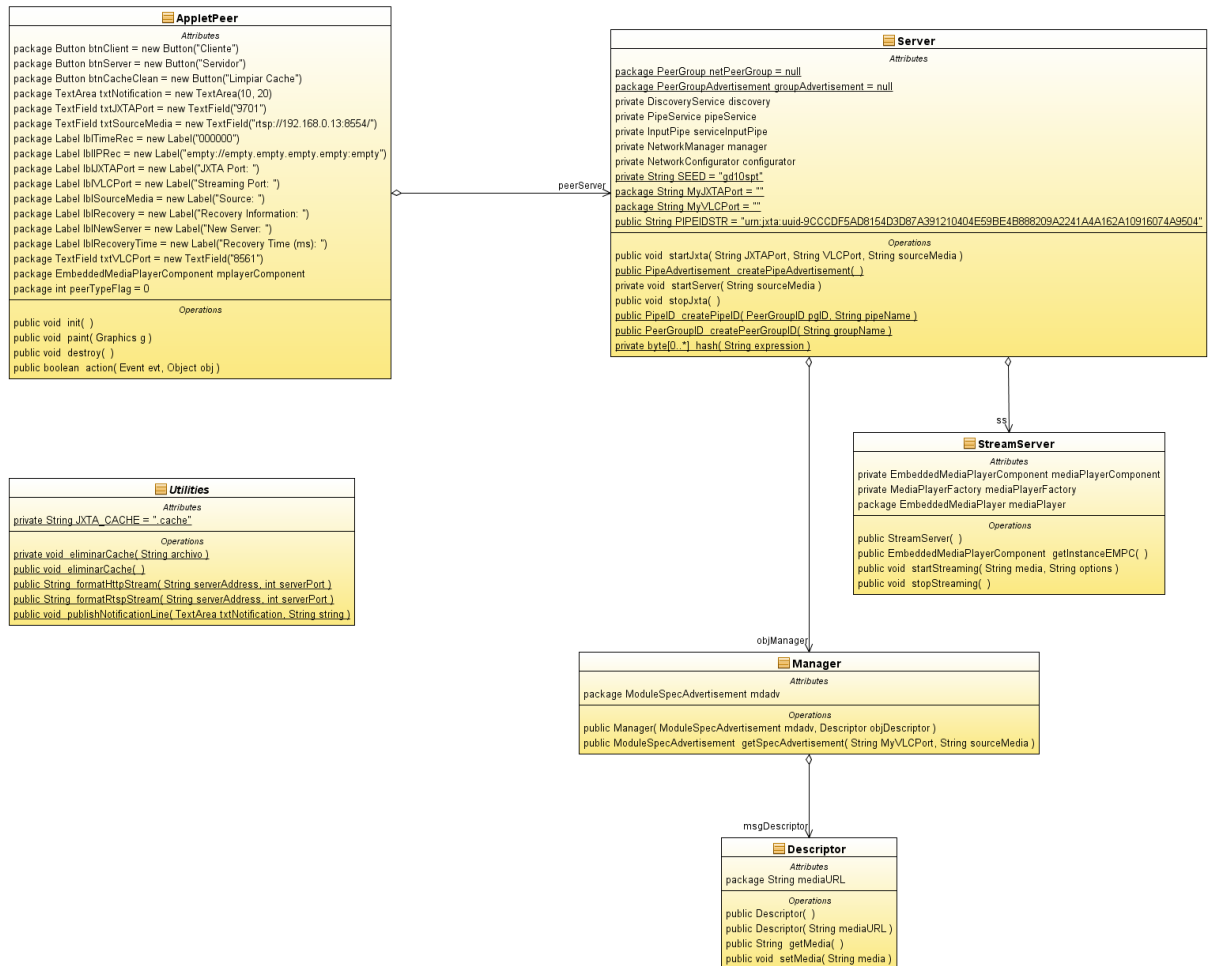 AppletPeer
Attributes
package Button btnClient = new Button("Cliente")
package Button btnServer = new Button("Servidor")
package Button btnCacheClean = new Button("Limpiar Cache")
package TextArea txtNotification = new TextArea(10, 20)
package TextField txtJXTAPort = new TextField("9701")
package TextField txtSourceMedia = new TextField("rtsp://192.168.0.13:8554/")
package Label lblTimeRec = new Label("000000")
package Label lblIPRec = new Label("empty://empty.empty.empty.empty:empty")
package Label lblJXTAPort = new Label("JXTA Port: ")
package Label lblVLCPort = new Label("Streaming Port: ")
package Label lblSourceMedia = new Label("Source: ")
package Label lblRecovery = new Label("Recovery Information: ")
package Label lblNewServer = new Label("New Server: ")
package Label lblRecoveryTime = new Label("Recovery Time (ms): ")
package TextField txtVLCPort = new TextField("8561")
package EmbeddedMediaPlayerComponent mplayerComponent
package int peerTypeFlag = 0
Operations
public void init( )
public void paint( Graphics g )
public void destroy( )
public boolean action( Event evt, Object obj )
peerServer
Server
Attributes
package PeerGroup netPeerGroup = null
package PeerGroupAdvertisement groupAdvertisement = null
private DiscoveryService discovery
private PipeService pipeService
private InputPipe serviceInputPipe
private NetworkManager manager
private NetworkConfigurator configurator
private String SEED = "gd10spt"
package String MyJXTAPort = ""
package String MyVLCPort = ""
public String PIPEIDSTR = "urn:jxta:uuid-9CCCDF5AD8154D3D87A391210404E59BE4B888209A2241A4A162A10916074A9504"
Operations
public void startJxta( String JXTAPort, String VLCPort, String sourceMedia )
public PipeAdvertisement createPipeAdvertisement( )
private void startServer( String sourceMedia )
public void stopJxta( )
public PipeID createPipeID( PeerGroupID pgID, String pipeName )
public PeerGroupID createPeerGroupID( String groupName )
private byte[0..*] hash( String expression )
ss
StreamServer
Attributes
private EmbeddedMediaPlayerComponent mediaPlayerComponent
private MediaPlayerFactory mediaPlayerFactory
package EmbeddedMediaPlayer mediaPlayer
Operations
public StreamServer( )
public EmbeddedMediaPlayerComponent getInstanceEMPC( )
public void startStreaming( String media, String options )
public void stopStreaming( )
Utilities
Attributes
private String JXTA_CACHE = ".cache"
Operations
private void eliminarCache( String archivo )
public void eliminarCache( )
public String formatHttpStream( String serverAddress, int serverPort )
public String formatRtspStream( String serverAddress, int serverPort )
public void publishNotificationLine( TextArea txtNotification, String string )
objManager
Manager
Attributes
package ModuleSpecAdvertisement mdadv
Operations
public Manager( ModuleSpecAdvertisement mdadv, Descriptor objDescriptor )
public ModuleSpecAdvertisement getSpecAdvertisement( String MyVLCPort, String sourceMedia )
msgDescriptor
Descriptor
Attributes
package String mediaURL
Operations
public Descriptor( )
public Descriptor( String mediaURL )
public String getMedia( )
public void setMedia( String media )